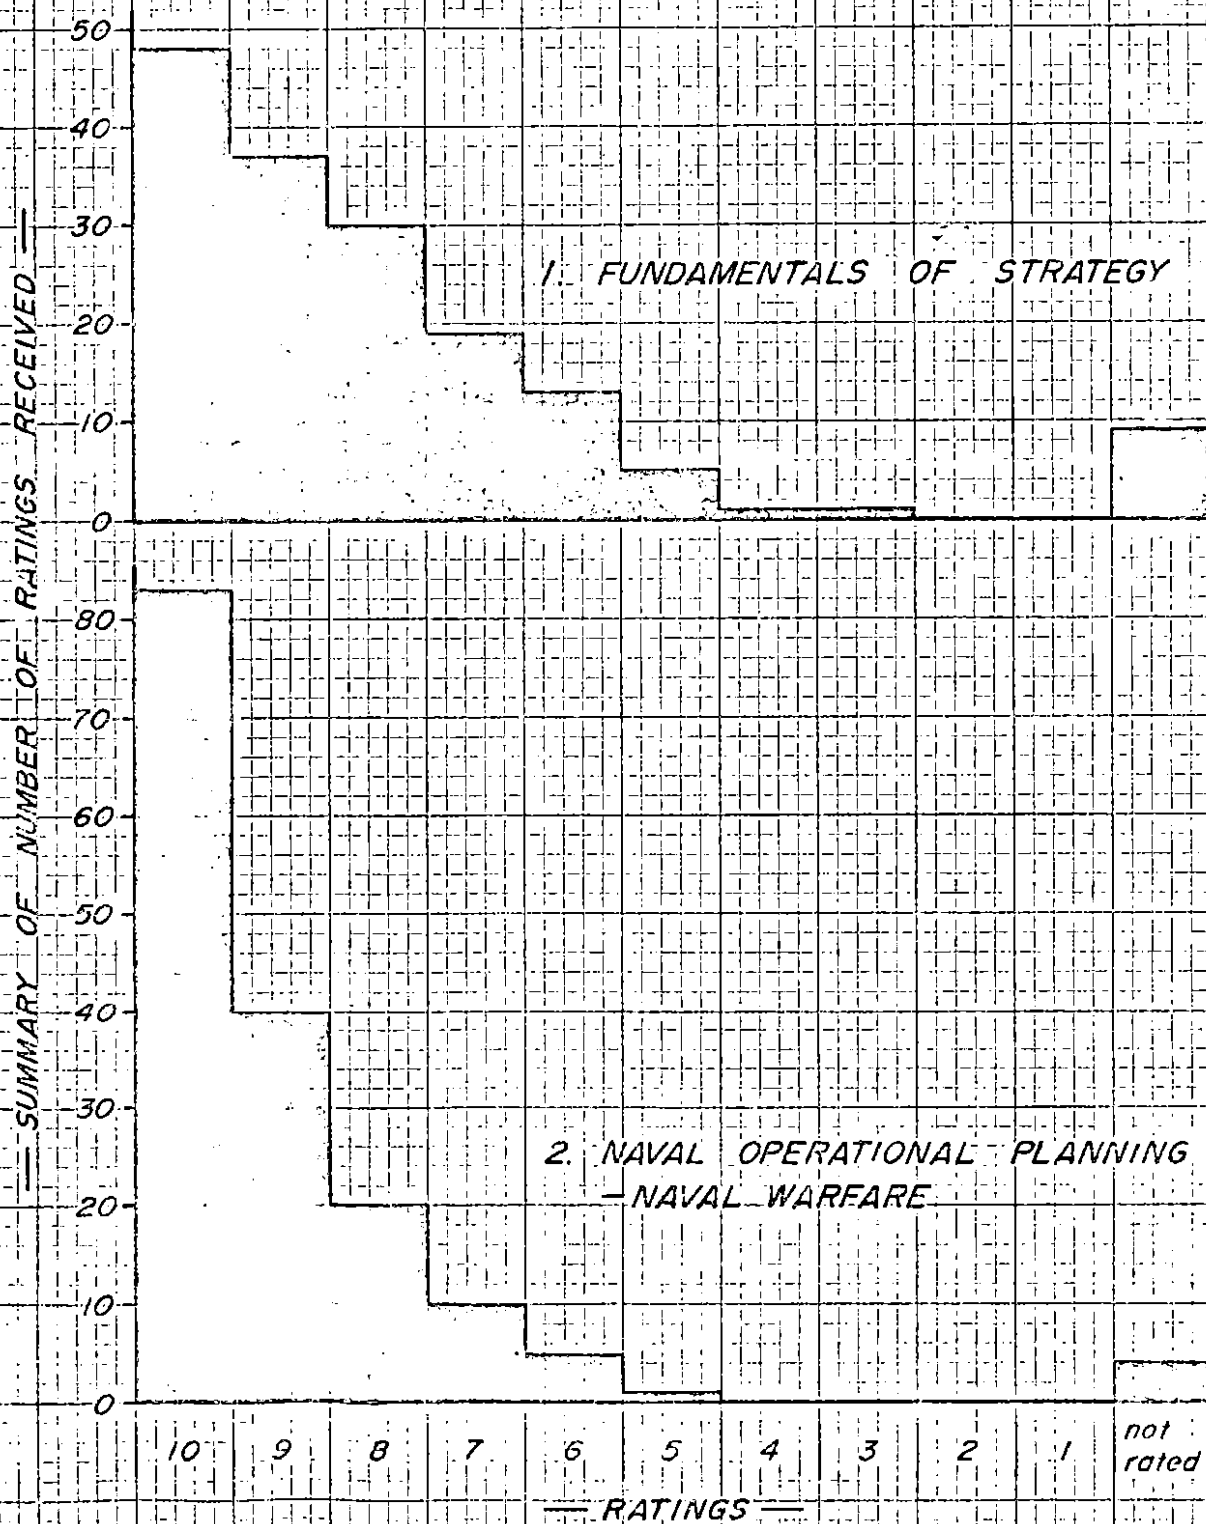 50
40
30
20
10
0
1. FUNDAMENTALS OF STRATEGY
80
70
60
50
40
30
20
10
0
2. NAVAL OPERATIONAL PLANNING
— NAVAL WARFARE
— SUMMARY OF NUMBER OF RATINGS RECEIVED —
10 9 8 7 6 5 4 3 2 1 not rated
— RATINGS —